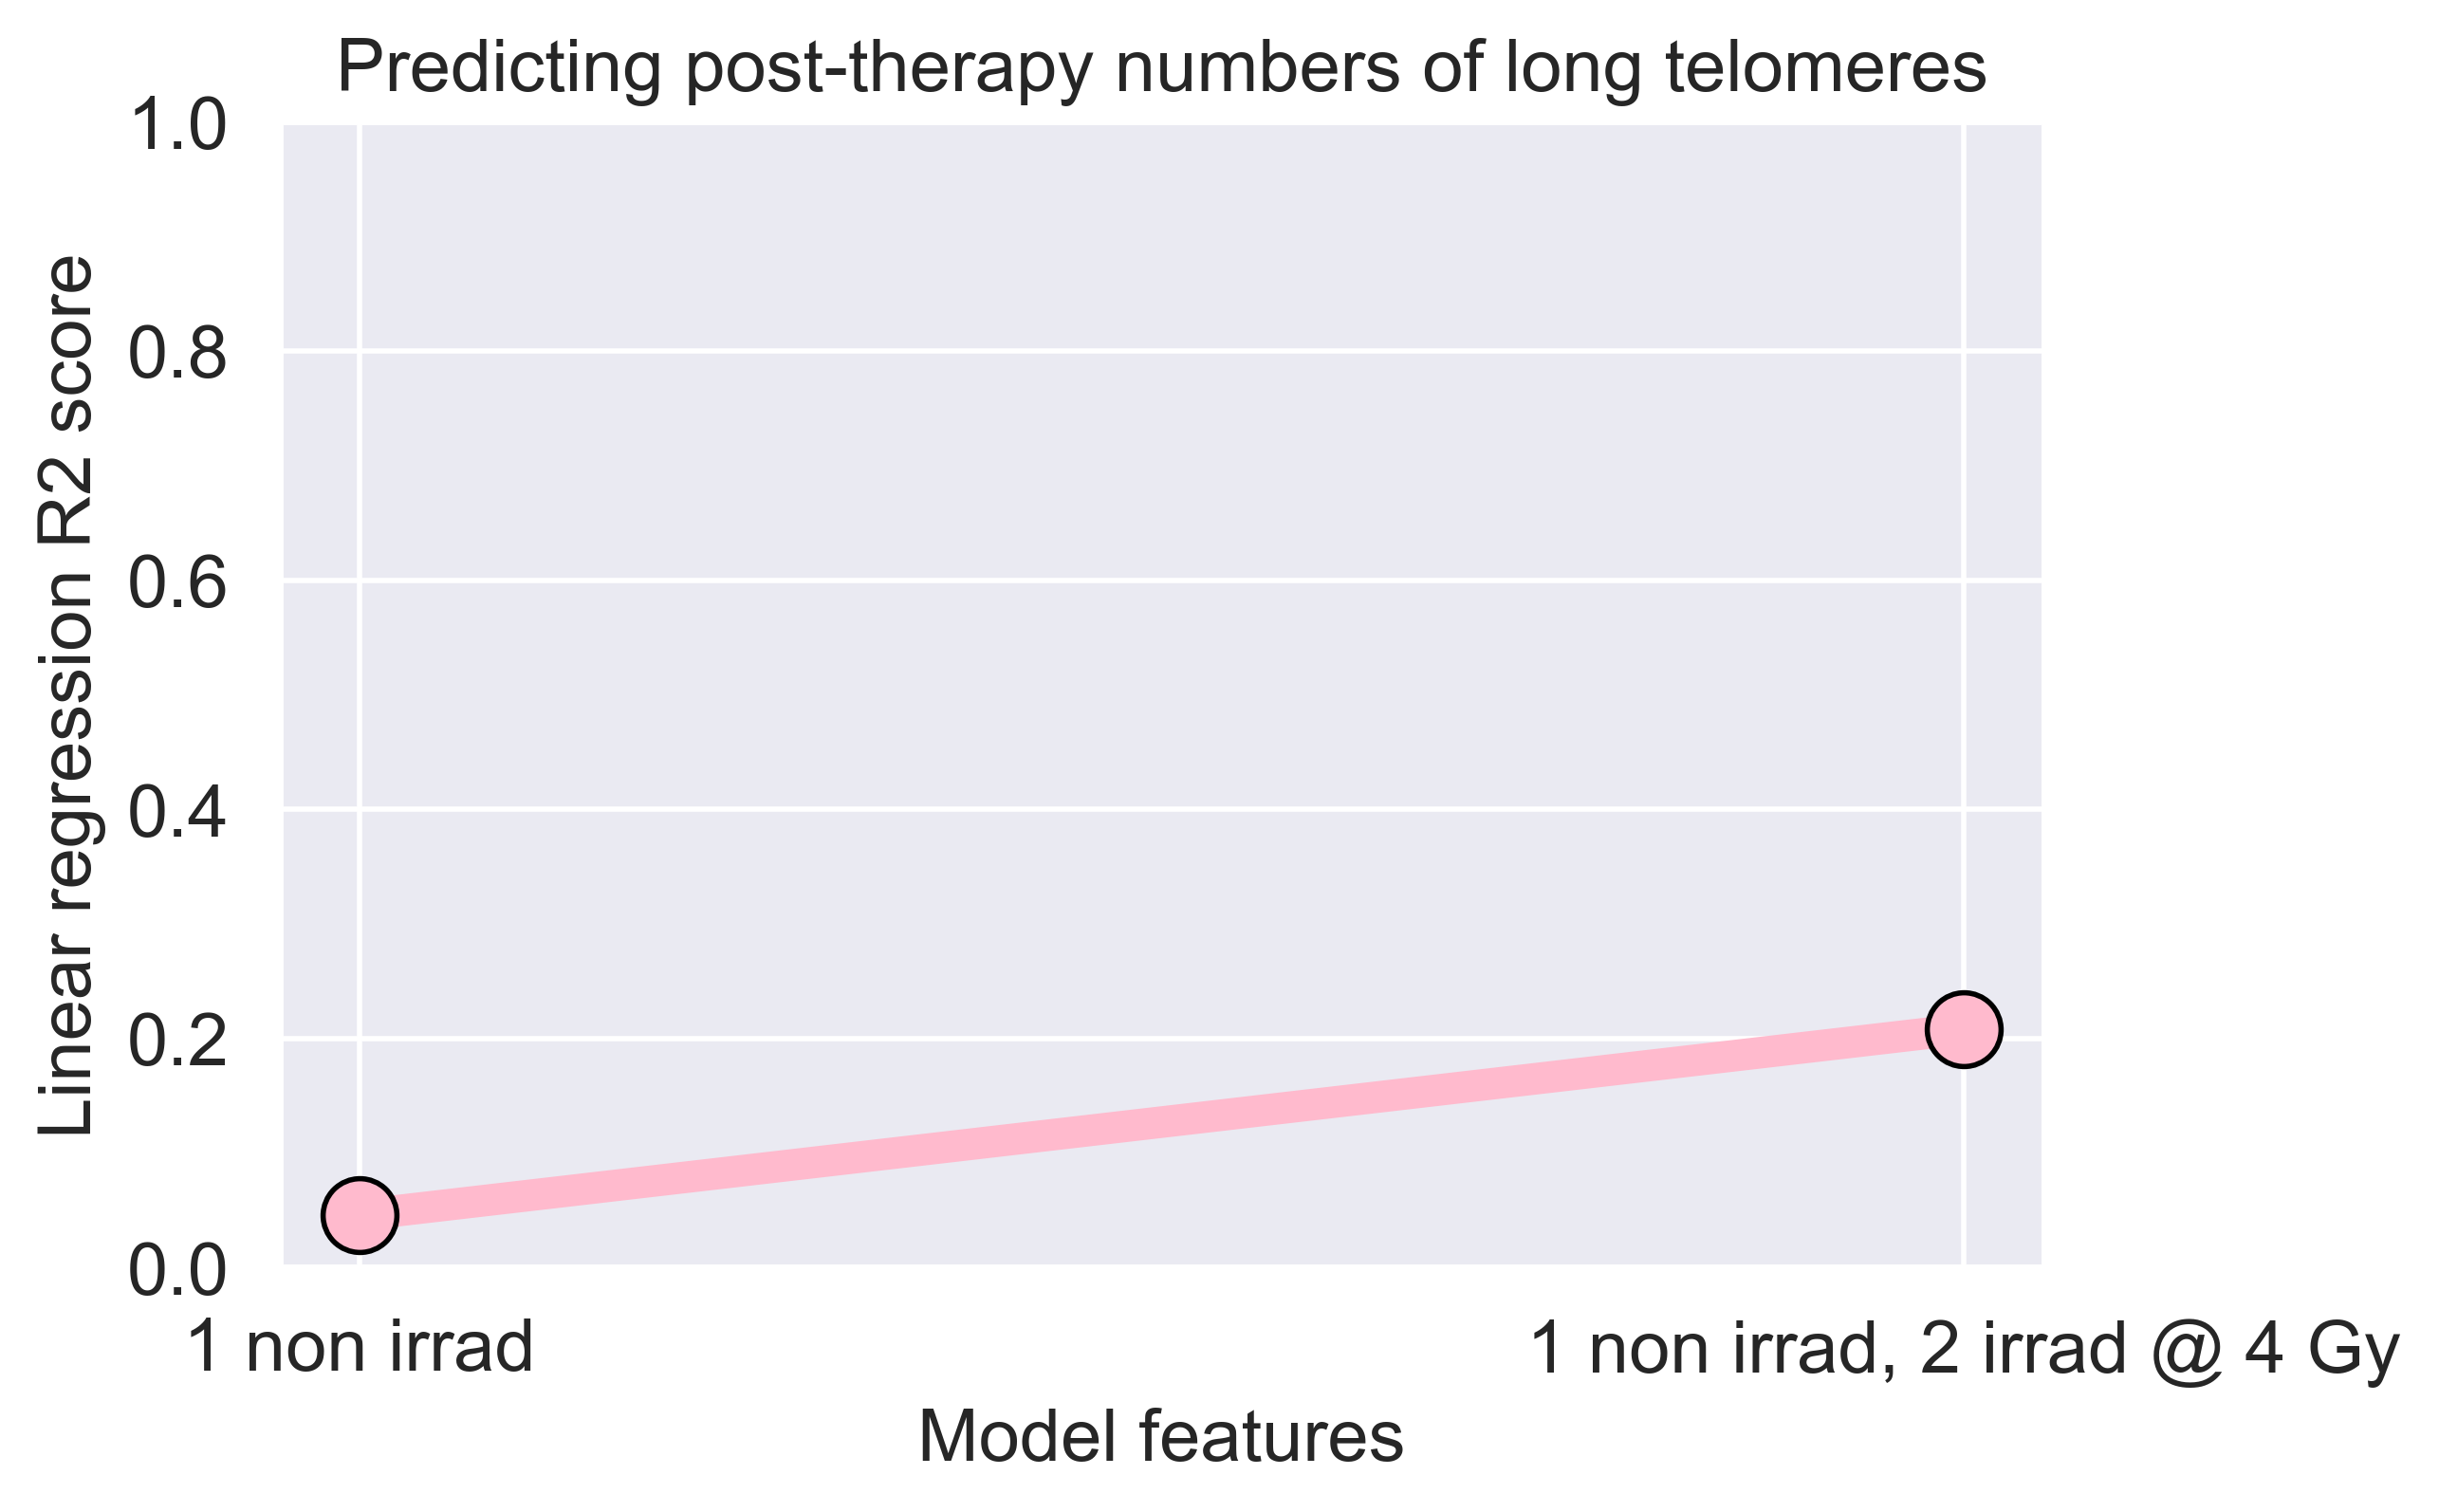 Predicting post-therapy numbers of long telomeres
1.0
0.8
0.6
0.4
0.2
0.0
Linear regression R2 score
1 non irrad
1 non irrad, 2 irrad @ 4 Gy
Model features